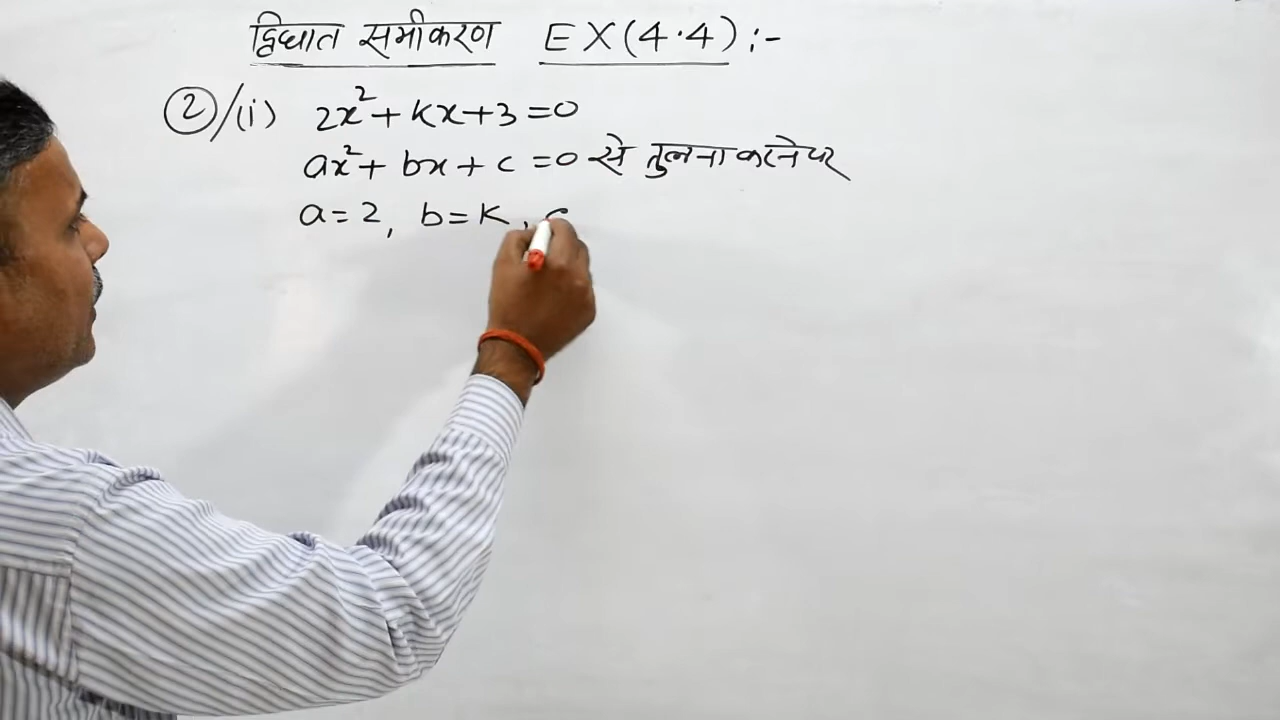 द्विघात समीकरण EX(4.4):-
2/(i) 2x²+kx+3=0
ax²+bx+c=0 से तुलना करने पर
a=2, b=k, c